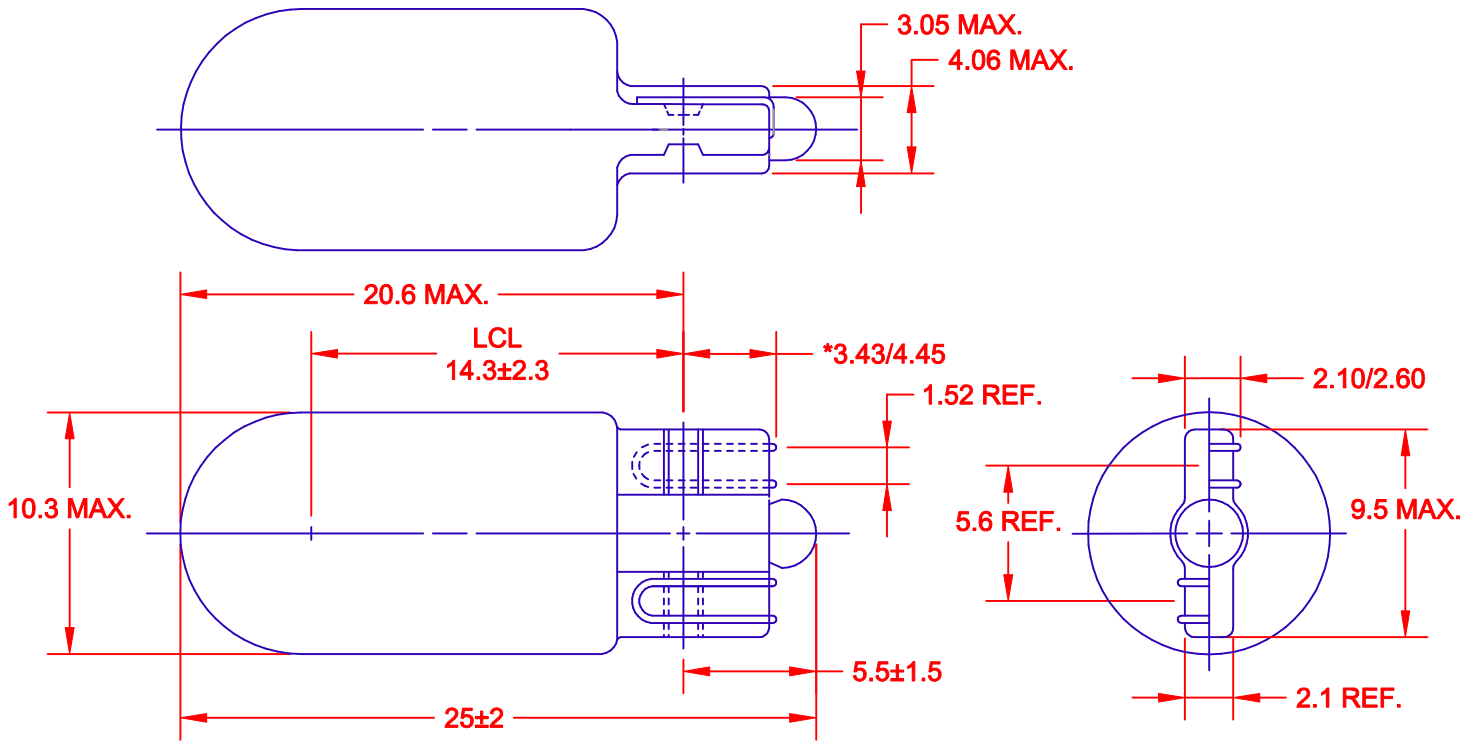 3.05 MAX.
4.06 MAX.
20.6 MAX.
LCL
14.3±2.3
*3.43/4.45
1.52 REF.
2.10/2.60
10.3 MAX.
5.6 REF.
9.5 MAX.
5.5±1.5
25±2
2.1 REF.